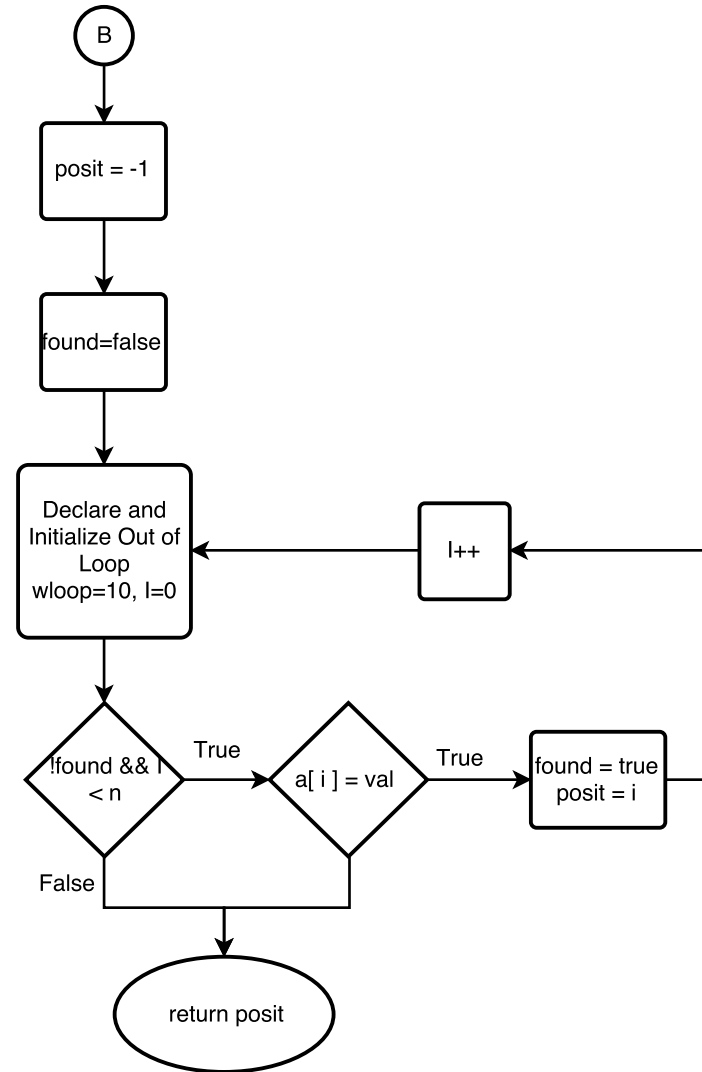 B
posit = -1
found=false
Declare and
Initialize Out of
Loop
wloop=10, I=0
I++
!found && I
< n
True
a[ i ] = val
True
found = true
posit = i
False
return posit